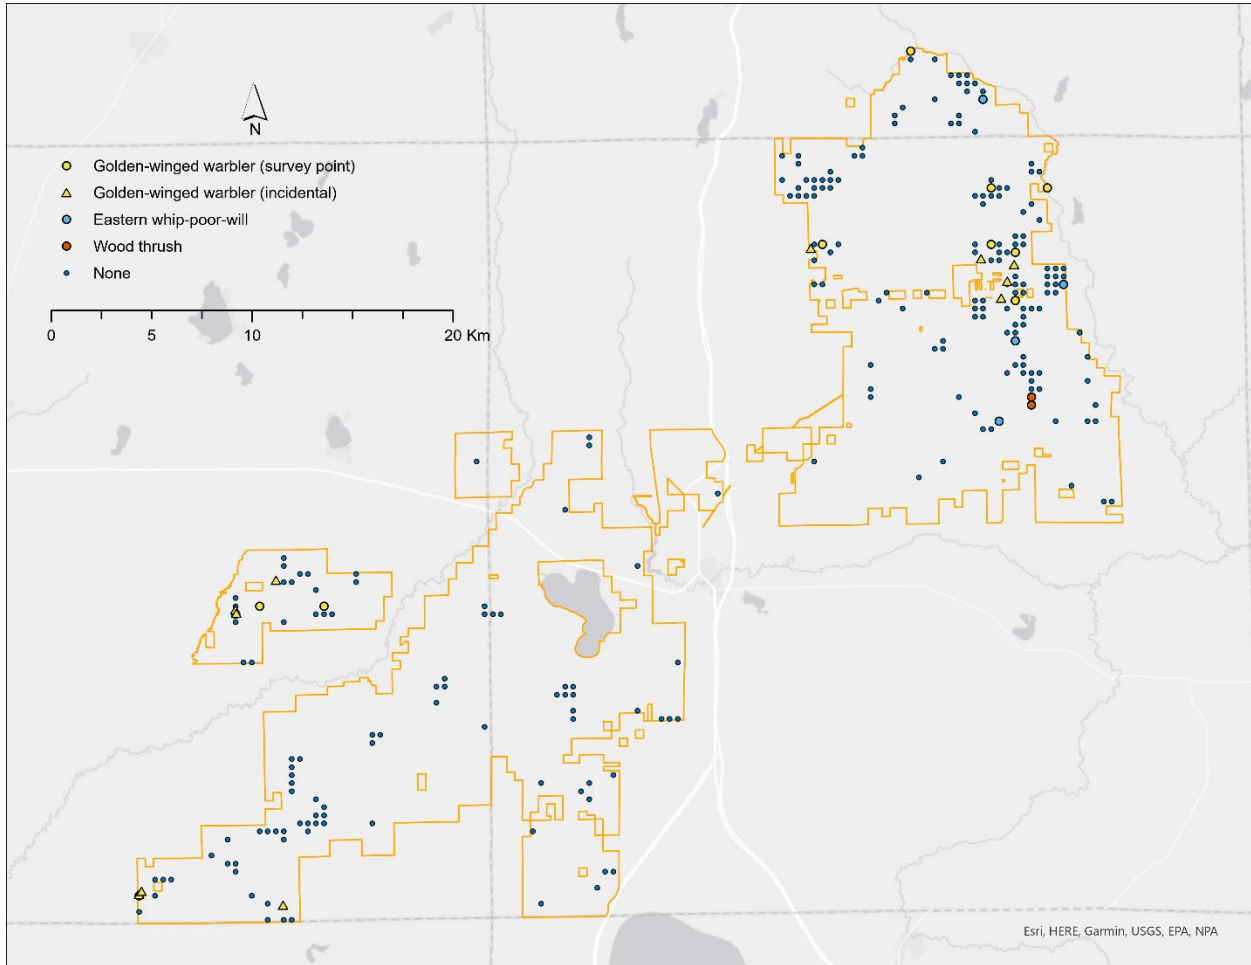 N
Golden-winged warbler (survey point)
Golden-winged warbler (incidental)
Eastern whip-poor-will
Wood thrush
None
0 5 10 20 Km
Esri, HERE, Garmin, USGS, EPA, NPA